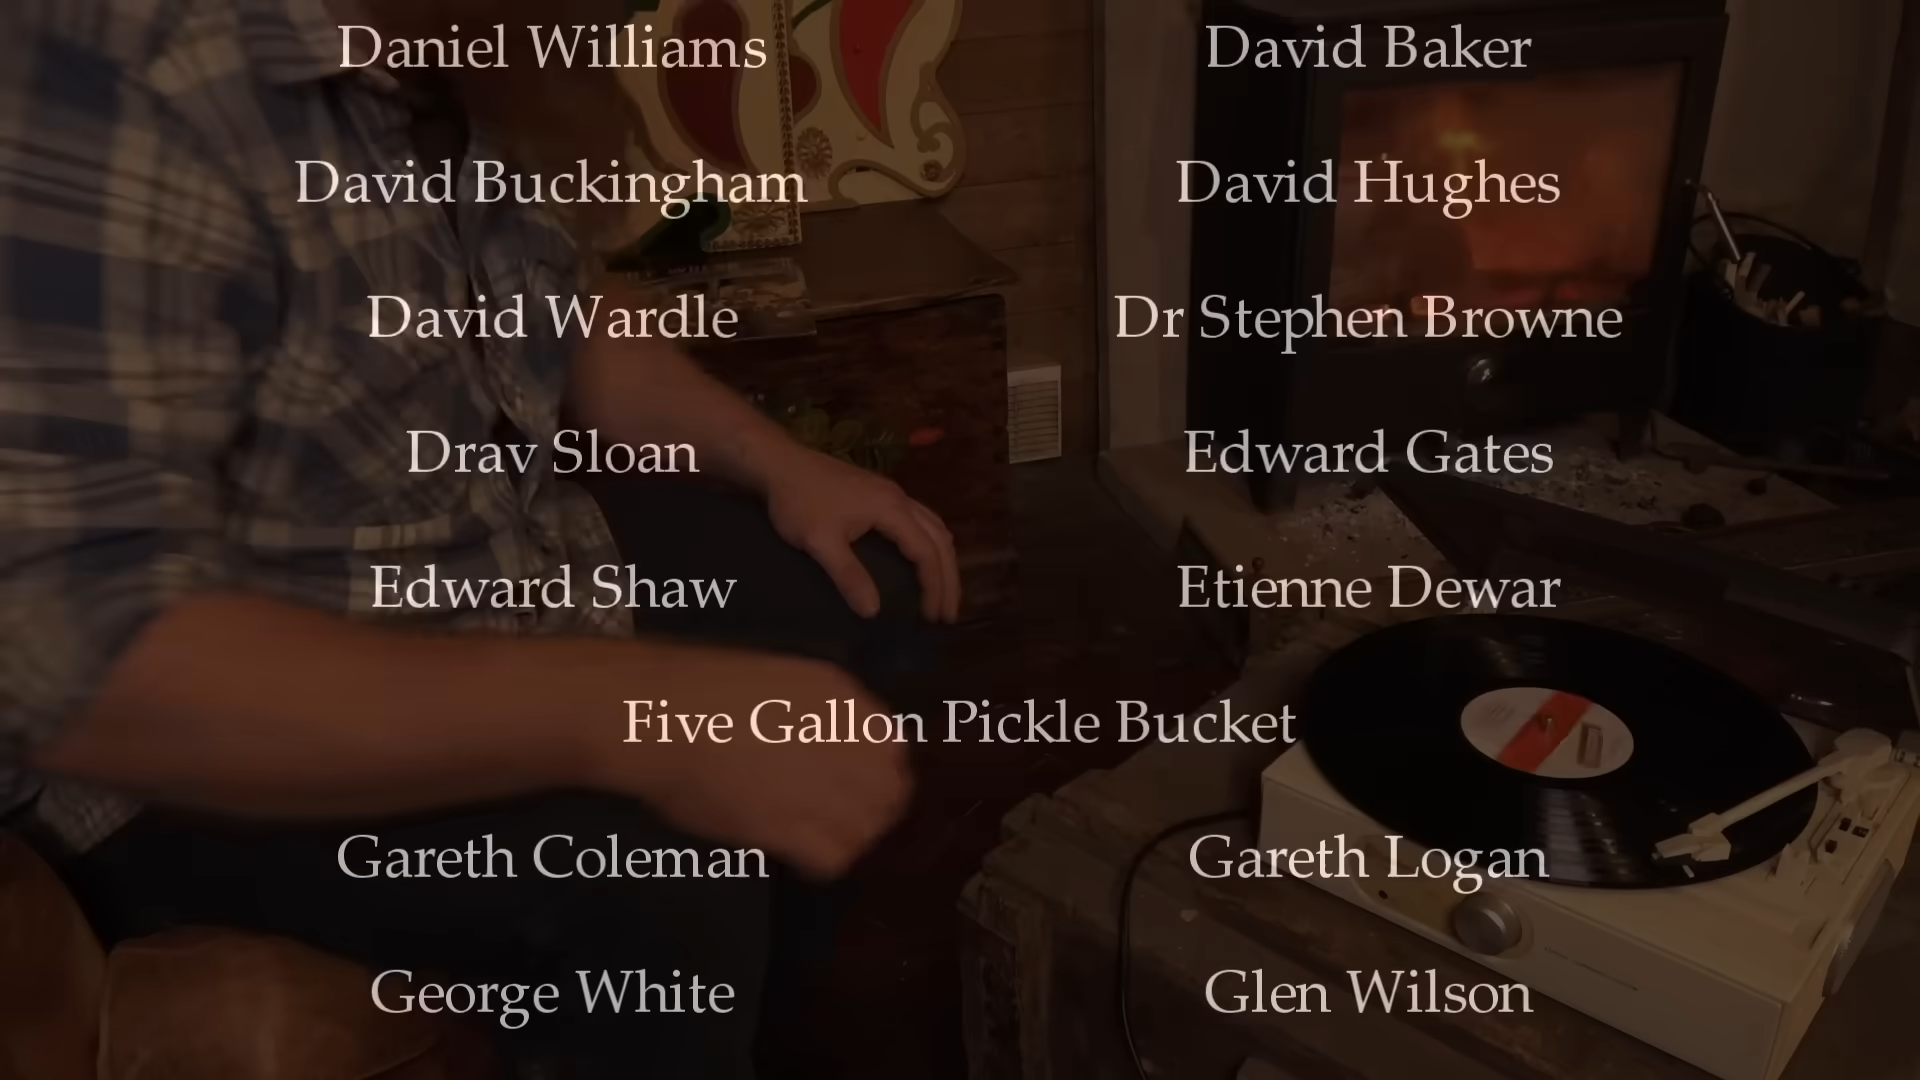 Daniel Williams
David Baker
David Buckingham
David Hughes
David Wardle
Dr Stephen Browne
Drav Sloan
Edward Gates
Edward Shaw
Etienne Dewar
Five Gallon Pickle Bucket
Gareth Coleman
Gareth Logan
George White
Glen Wilson